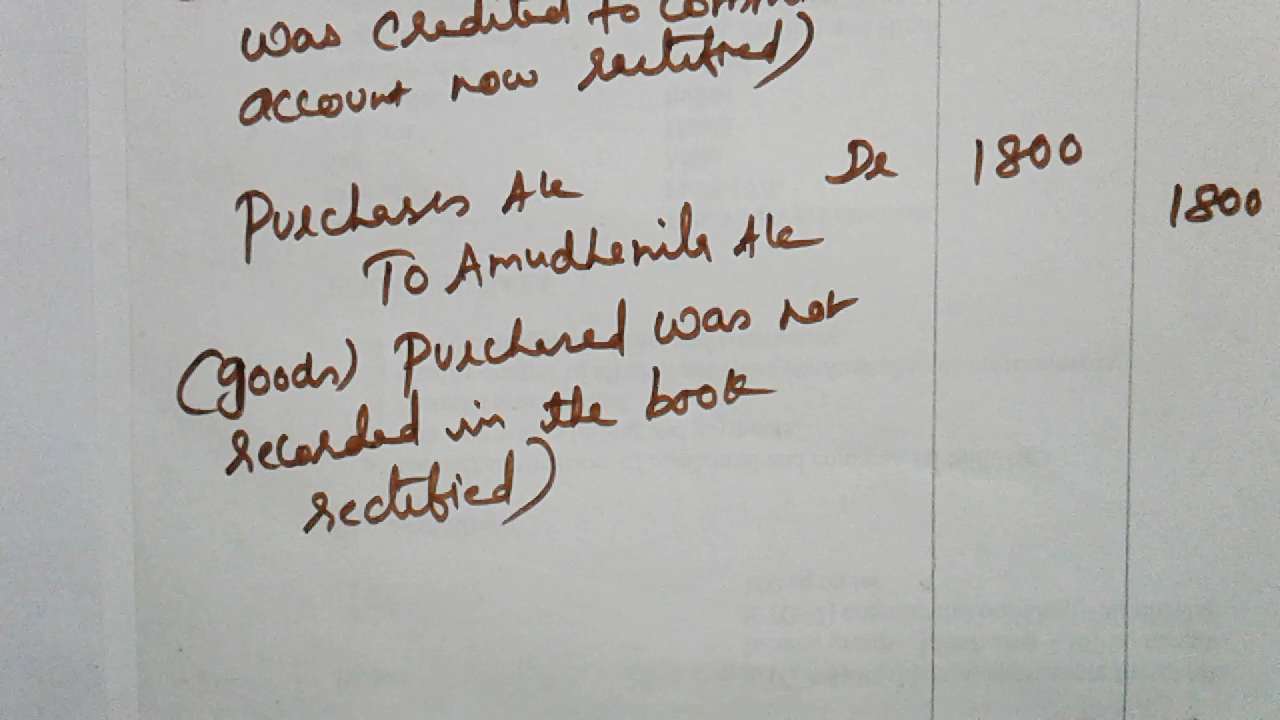 was credited to
account now rectified)
Purchases A/c Dr 1800
To Amudhenila A/c 1800
(goods) Purchased was not
recorded in the book
rectified)